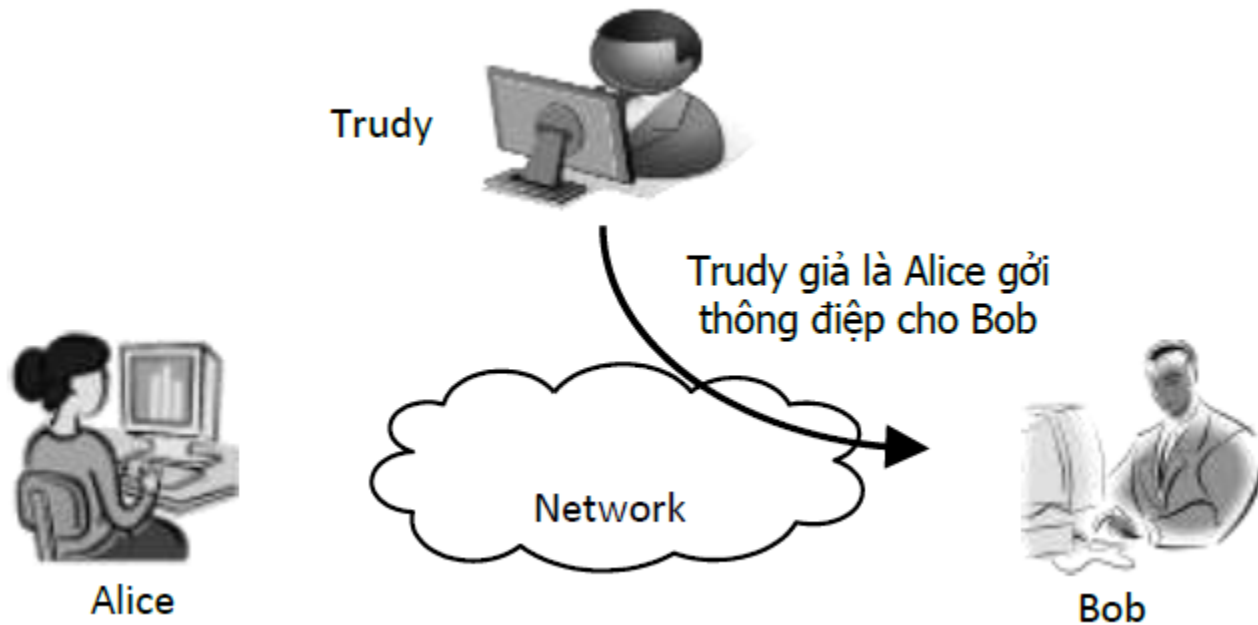 Trudy
Trudy giả là Alice gởi
thông điệp cho Bob
Network
Alice
Bob